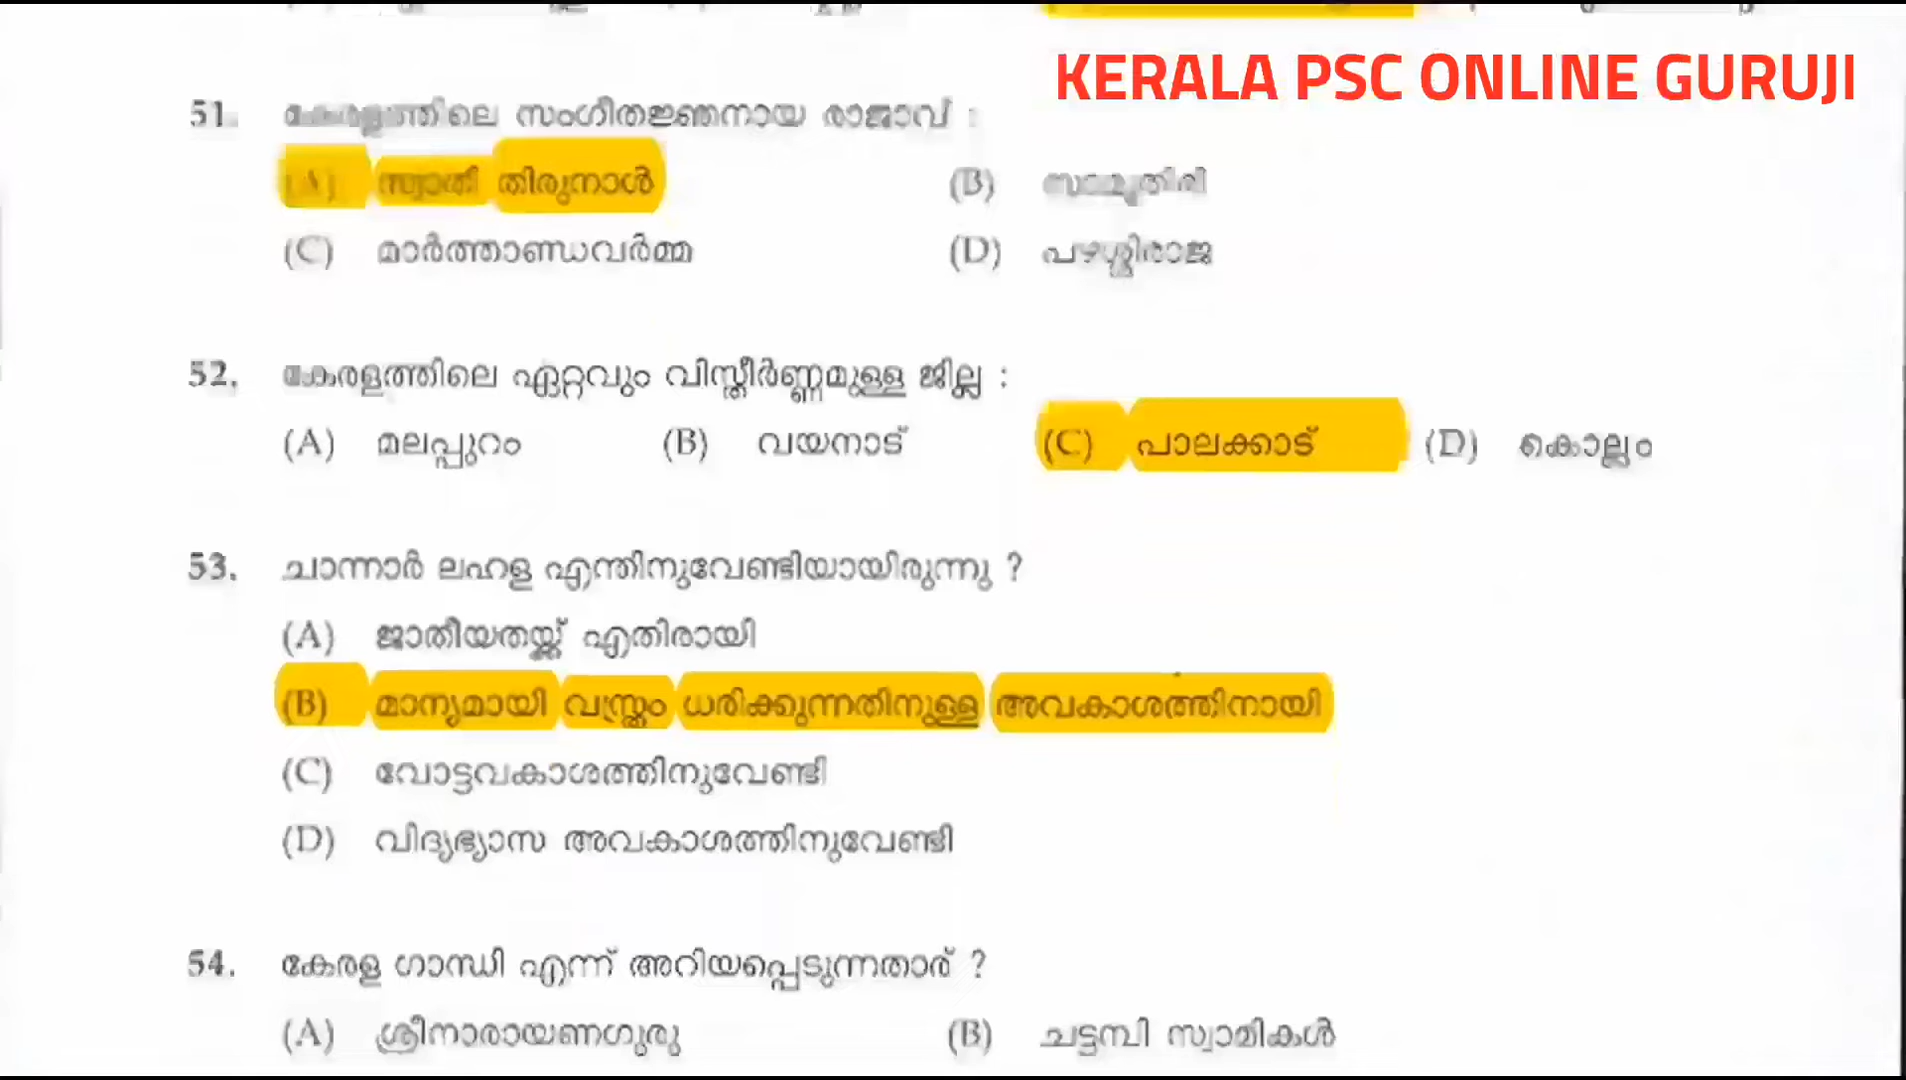 KERALA PSC ONLINE GURUJI
51. കേരളത്തിലെ സംഗീതജ്ഞനായ രാജാവ് :
(A) സ്വാതി തിരുനാൾ (B) സാമൂതിരി
(C) മാർത്താണ്ഡവർമ്മ (D) പഴശ്ശിരാജ
52. കേരളത്തിലെ ഏറ്റവും വിസ്തീർണ്ണമുള്ള ജില്ല :
(A) മലപ്പുറം (B) വയനാട് (C) പാലക്കാട് (D) കൊല്ലം
53. ചാന്നാർ ലഹള എന്തിനുവേണ്ടിയായിരുന്നു ?
(A) ജാതീയതയ്ക്ക് എതിരായി
(B) മാന്യമായി വസ്ത്രം ധരിക്കുന്നതിനുള്ള അവകാശത്തിനായി
(C) വോട്ടവകാശത്തിനുവേണ്ടി
(D) വിദ്യഭ്യാസ അവകാശത്തിനുവേണ്ടി
54. കേരള ഗാന്ധി എന്ന് അറിയപ്പെടുന്നതാര് ?
(A) ശ്രീനാരായണഗുരു (B) ചട്ടമ്പി സ്വാമികൾ